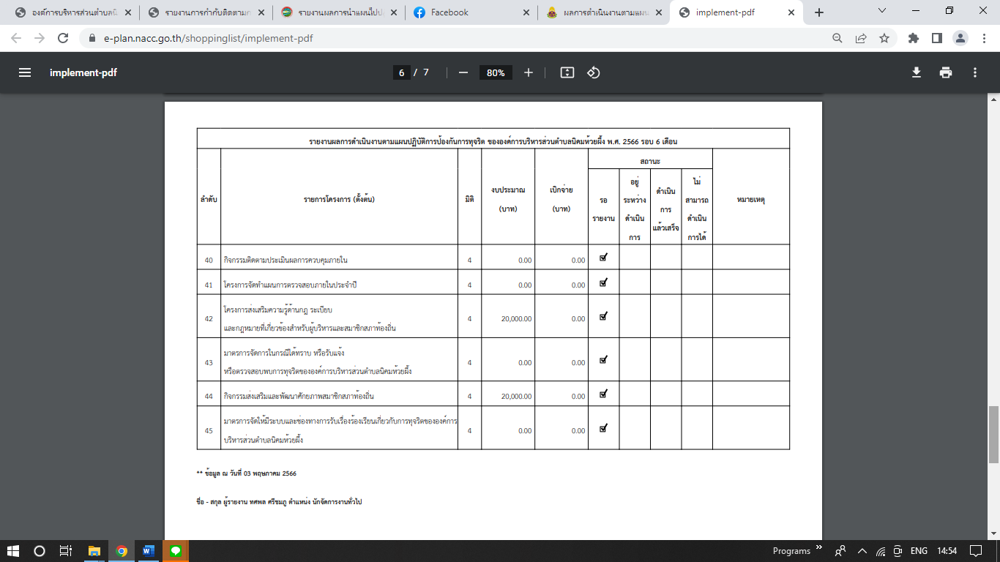 องค์การบริหารส่วนตำบลนิ
รายงานการกำกับติดตามก
รายงานผลการนำแผนไปป
Facebook
ผลการดำเนินงานตามแผน
implement-pdf
e-plan.nacc.go.th/shoppinglist/implement-pdf
implement-pdf
6 / 7
80%
รายงานผลการดำเนินงานตามแผนปฏิบัติการป้องกันการทุจริต ขององค์การบริหารส่วนตำบลนิคมห้วยผึ้ง พ.ศ. 2566 รอบ 6 เดือน
ลำดับ
รายการโครงการ (ตั้งต้น)
มิติ
งบประมาณ
(บาท)
เบิกจ่าย
(บาท)
สถานะ
รอ
รายงาน
อยู่
ระหว่าง
ดำเนิน
การ
ดำเนิน
การ
แล้วเสร็จ
ไม่
สามารถ
ดำเนิน
การได้
หมายเหตุ
40 กิจกรรมติดตามประเมินผลการควบคุมภายใน 4 0.00 0.00
41 โครงการจัดทำแผนการตรวจสอบภายในประจำปี 4 0.00 0.00
โครงการส่งเสริมความรู้ด้านกฎ ระเบียบ
42 4 20,000.00 0.00
และกฎหมายที่เกี่ยวข้องสำหรับผู้บริหารและสมาชิกสภาท้องถิ่น
มาตรการจัดการในกรณีได้ทราบ หรือรับแจ้ง
43 4 0.00 0.00
หรือตรวจสอบพบการทุจริตขององค์การบริหารส่วนตำบลนิคมห้วยผึ้ง
44 กิจกรรมส่งเสริมและพัฒนาศักยภาพสมาชิกสภาท้องถิ่น 4 20,000.00 0.00
มาตรการจัดให้มีระบบและช่องทางการรับเรื่องร้องเรียนเกี่ยวกับการทุจริตขององค์การ
45 4 0.00 0.00
บริหารส่วนตำบลนิคมห้วยผึ้ง
** ข้อมูล ณ วันที่ 03 พฤษภาคม 2566
ชื่อ - สกุล ผู้รายงาน ทศพล ศรีชมภู ตำแหน่ง นักจัดการงานทั่วไป
Programs
ENG
14:54